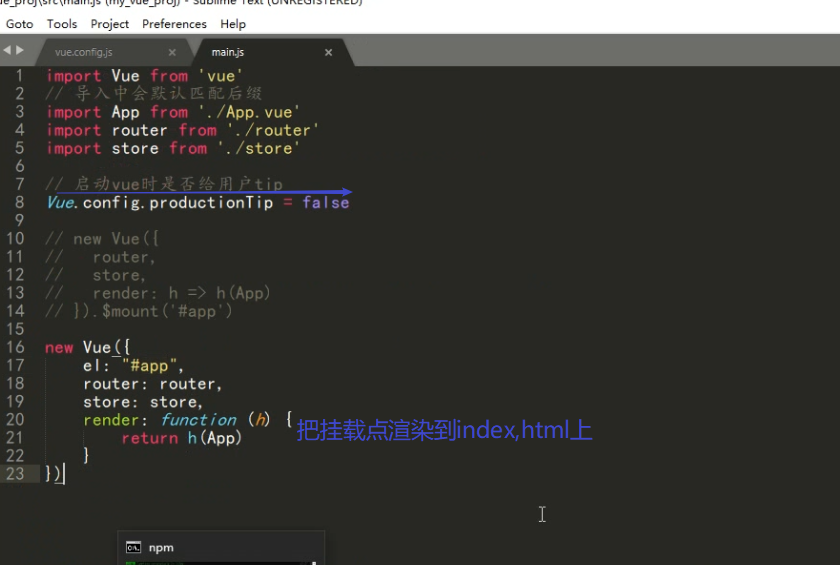 ue_proj\src\main.js (my_vue_proj) - Sublime Text (UNREGISTERED)
Goto Tools Project Preferences Help
vue.config.js × main.js ×
1 import Vue from 'vue'
2 // 导入中会默认匹配后缀
3 import App from './App.vue'
4 import router from './router'
5 import store from './store'
6
7 // 启动vue时是否给用户tip
8 Vue.config.productionTip = false
9
10 // new Vue({
11 //   router,
12 //   store,
13 //   render: h => h(App)
14 // }).$mount('#app')
15
16 new Vue({
17     el: "#app",
18     router: router,
19     store: store,
20     render: function (h) {
21         return h(App)
把挂载点渲染到index,html上
22     }
23 })
npm